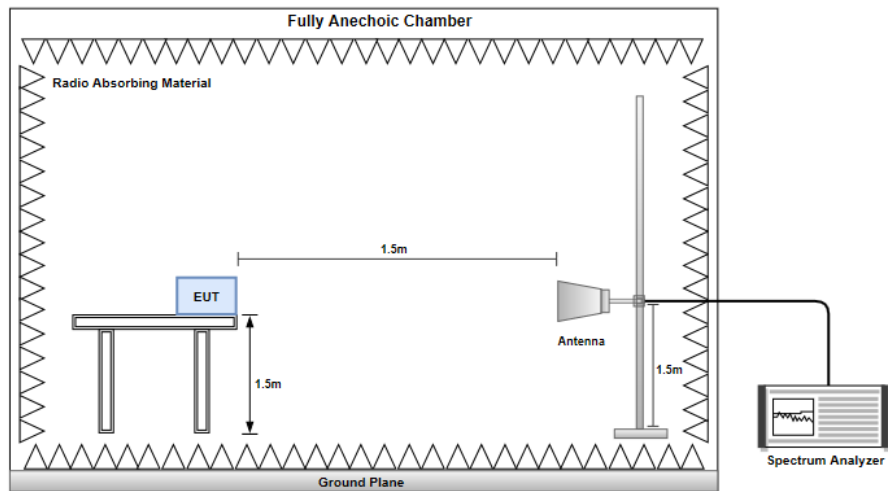 Fully Anechoic Chamber
Radio Absorbing Material
1.5m
EUT
Antenna
1.5m
1.5m
Spectrum Analyzer
Ground Plane